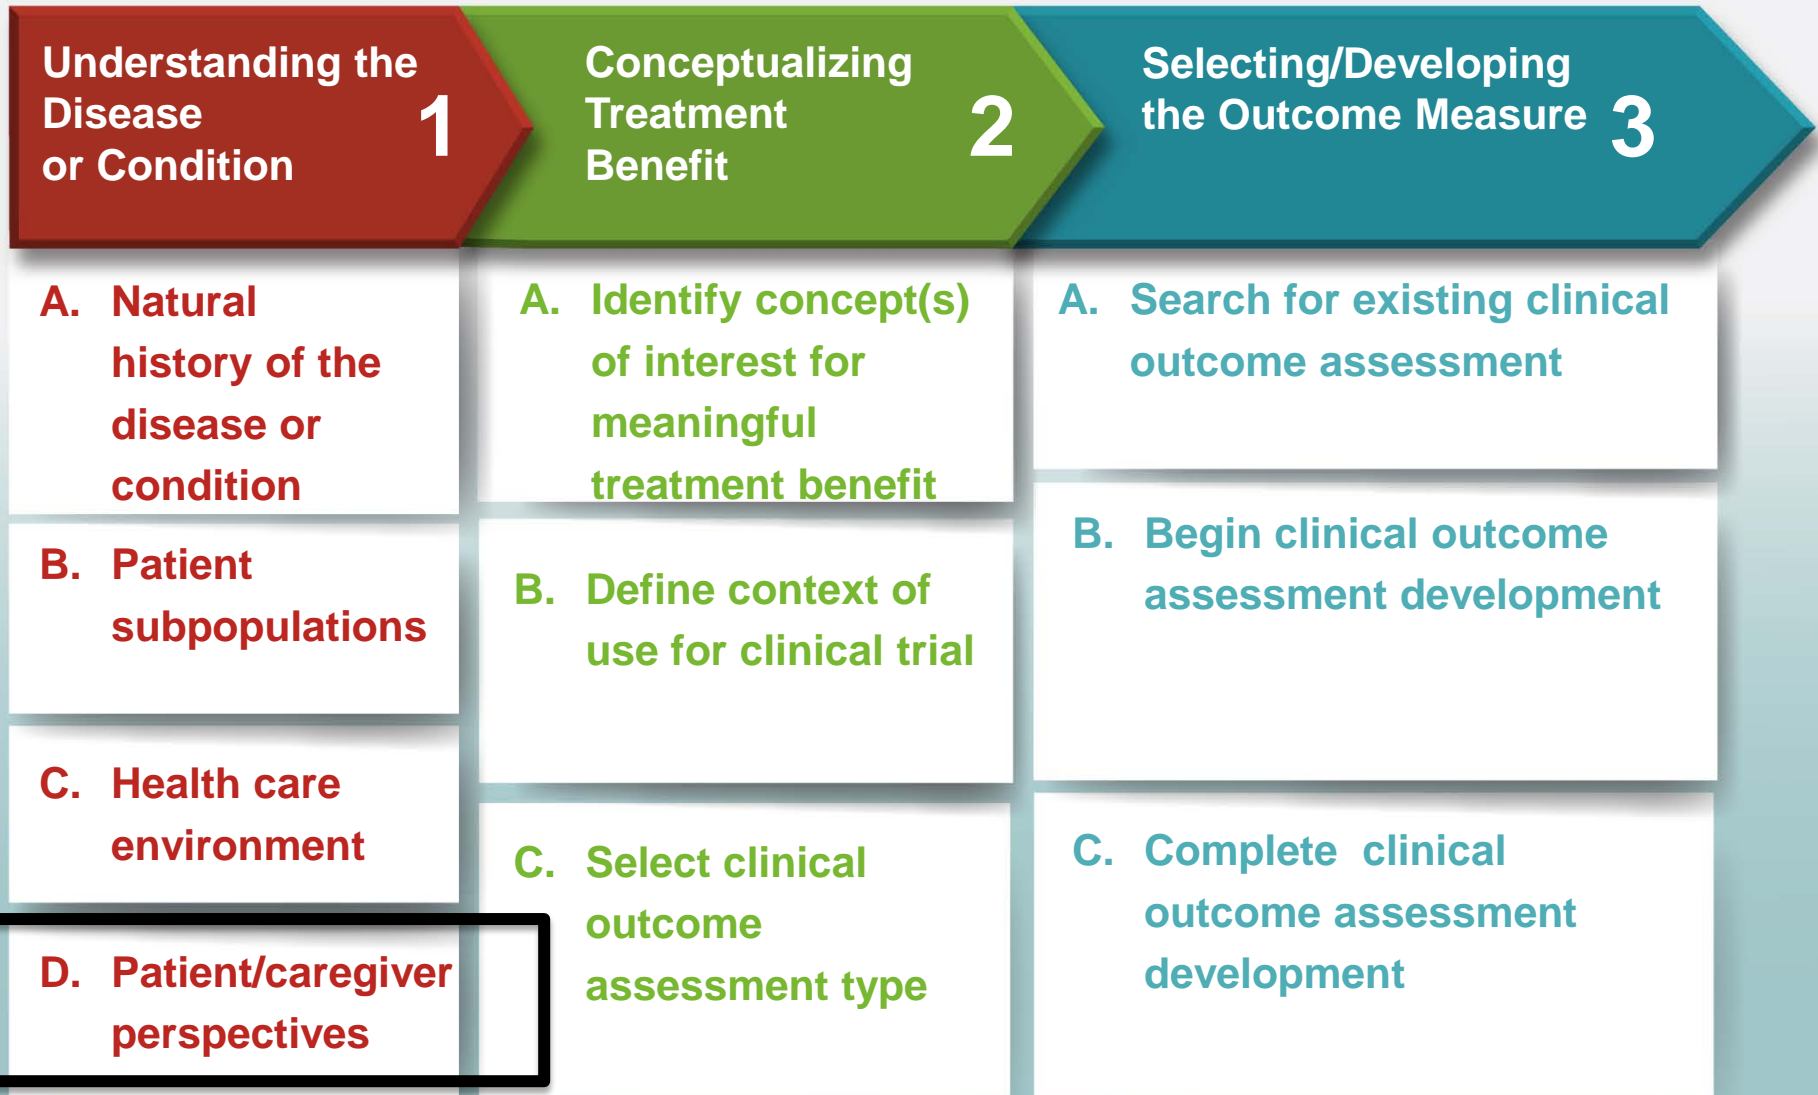 Understanding the
Disease
or Condition
1
Conceptualizing
Treatment
Benefit
2
Selecting/Developing
the Outcome Measure
3
A. Natural
history of the
disease or
condition
B. Patient
subpopulations
C. Health care
environment
D. Patient/caregiver
perspectives
A. Identify concept(s)
of interest for
meaningful
treatment benefit
B. Define context of
use for clinical trial
C. Select clinical
outcome
assessment type
A. Search for existing clinical
outcome assessment
B. Begin clinical outcome
assessment development
C. Complete clinical
outcome assessment
development